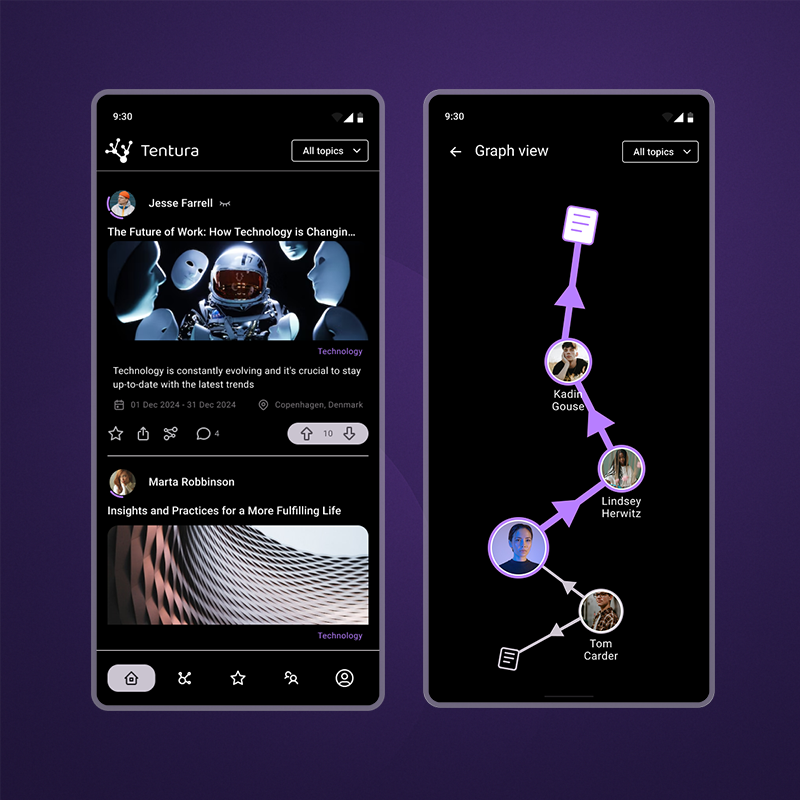 9:30
Tentura
All topics
Jesse Farrell
The Future of Work: How Technology is Changin...
Technology
Technology is constantly evolving and it's crucial to stay
up-to-date with the latest trends
01 Dec 2024 - 31 Dec 2024
Copenhagen, Denmark
4
10
Marta Robbinson
Insights and Practices for a More Fulfilling Life
Technology
9:30
Graph view
All topics
Kadin
Gouse
Lindsey
Herwitz
Tom
Carder